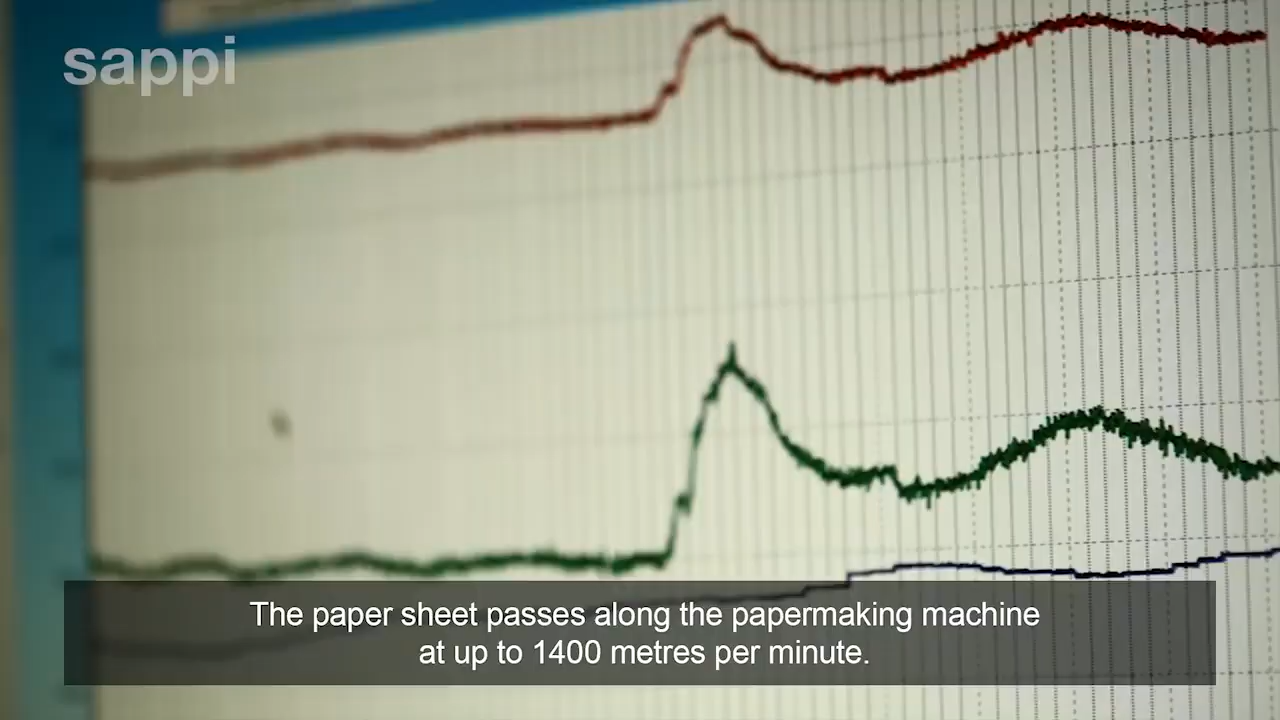 sappi
The paper sheet passes along the papermaking machine
at up to 1400 metres per minute.